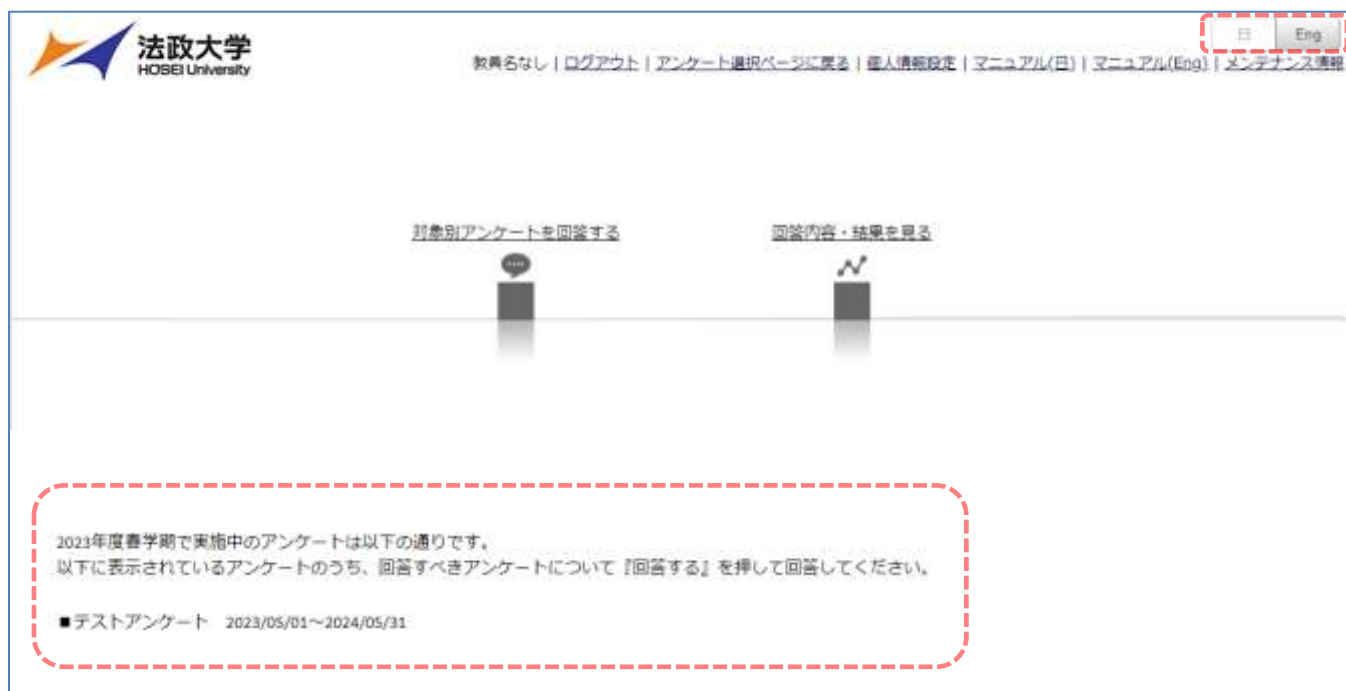 法政大学
HOSEI University
日 Eng
教員名なし | ログアウト | アンケート選択ページに戻る | 個人情報設定 | マニュアル(日) | マニュアル(Eng) | メンテナンス情報
対象別アンケートを回答する
回答内容・結果を見る
2023年度春学期で実施中のアンケートは以下の通りです。
以下に表示されているアンケートのうち、回答すべきアンケートについて『回答する』を押して回答してください。
■テストアンケート 2023/05/01～2024/05/31